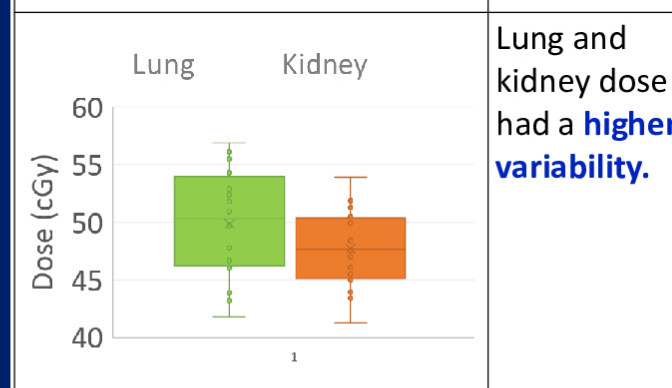 Lung Kidney
60
55
50
45
40
Dose (cGy)
1
Lung and
kidney dose
had a higher
variability.